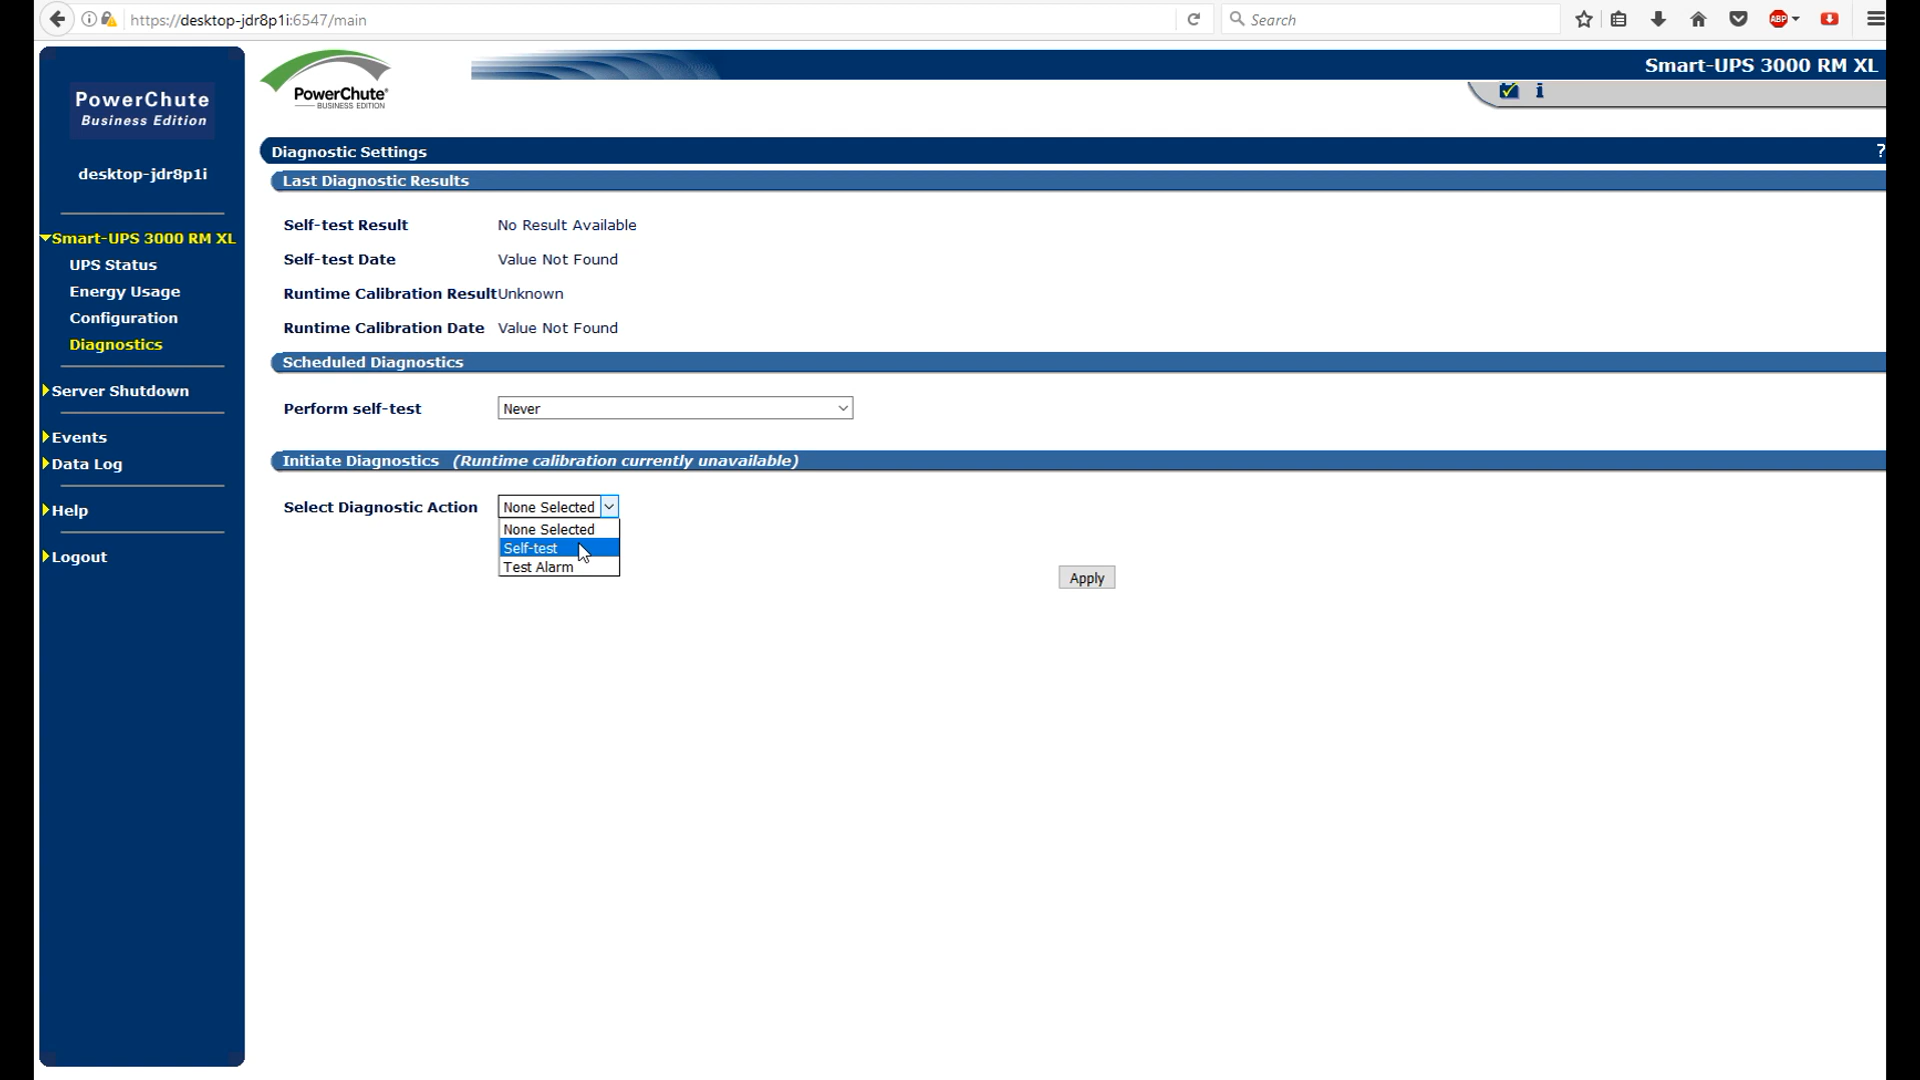 https://desktop-jdr8p1i:6547/main
Search
ABP
PowerChute
Business Edition
PowerChute®
BUSINESS EDITION
Smart-UPS 3000 RM XL
i
desktop-jdr8p1i
Smart-UPS 3000 RM XL
UPS Status
Energy Usage
Configuration
Diagnostics
Server Shutdown
Events
Data Log
Help
Logout
Diagnostic Settings ?
Last Diagnostic Results
Self-test Result No Result Available
Self-test Date Value Not Found
Runtime Calibration Result Unknown
Runtime Calibration Date Value Not Found
Scheduled Diagnostics
Perform self-test Never
Initiate Diagnostics (Runtime calibration currently unavailable)
Select Diagnostic Action None Selected
None Selected
Self-test
Test Alarm
Apply